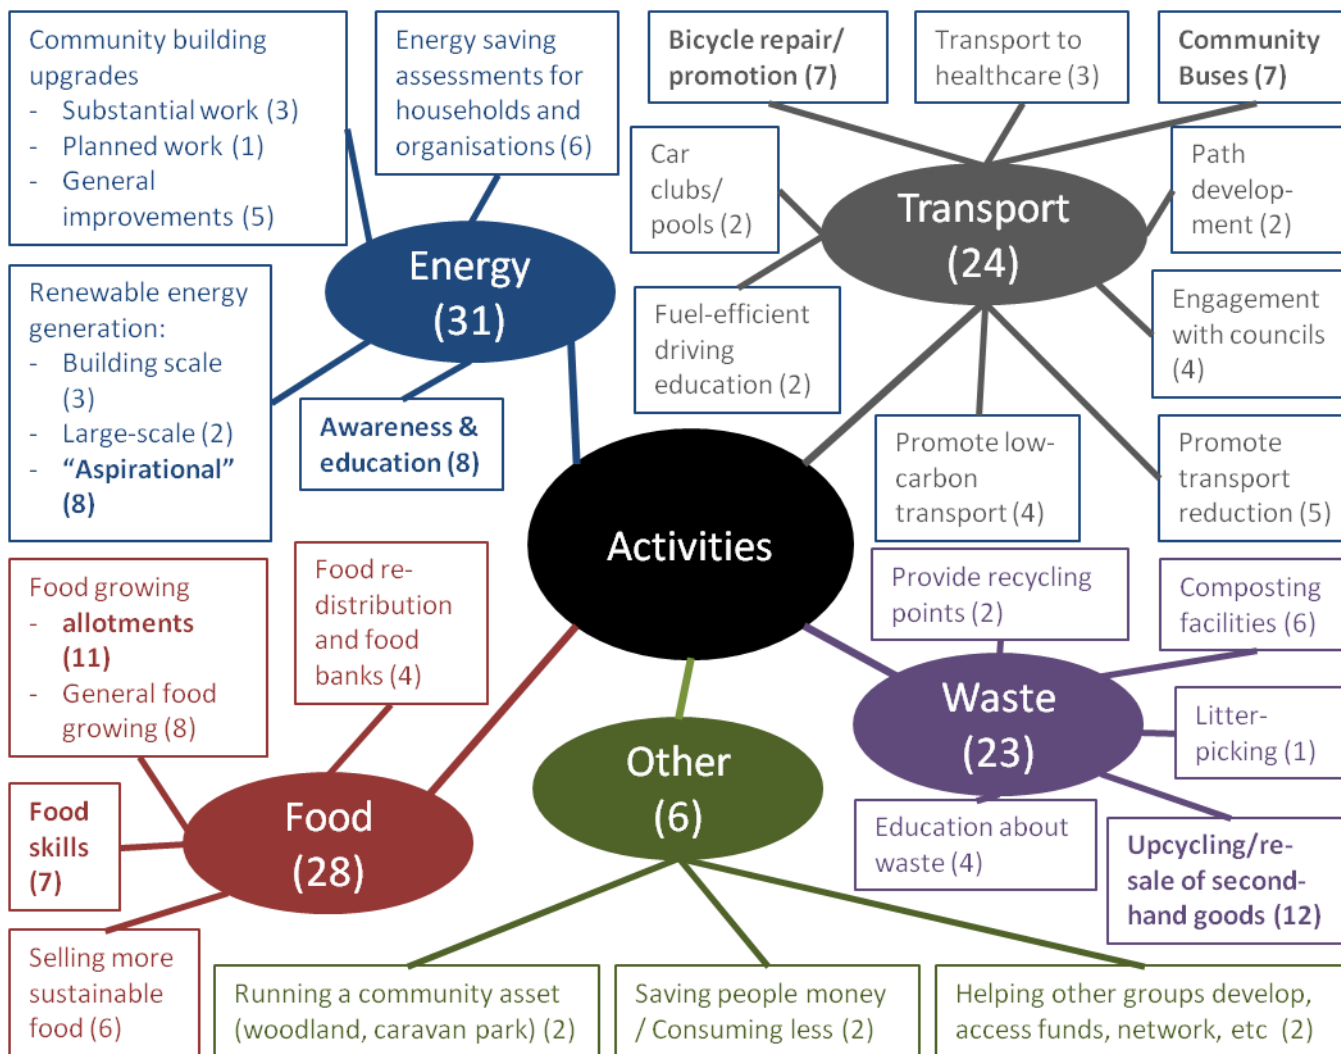 Community building
upgrades
- Substantial work (3)
- Planned work (1)
- General
improvements (5)
Energy saving
assessments for
households and
organisations (6)
Bicycle repair/
promotion (7)
Transport to
healthcare (3)
Community
Buses (7)
Car
clubs/
pools (2)
Transport
(24)
Path
develop-
ment (2)
Energy
(31)
Renewable energy
generation:
- Building scale
(3)
- Large-scale (2)
- “Aspirational”
(8)
Fuel-efficient
driving
education (2)
Engagement
with councils
(4)
Awareness &
education (8)
Promote low-
carbon
transport (4)
Promote
transport
reduction (5)
Activities
Food growing
- allotments
(11)
- General food
growing (8)
Food re-
distribution
and food
banks (4)
Provide recycling
points (2)
Composting
facilities (6)
Waste
(23)
Litter-
picking (1)
Other
(6)
Food
skills
(7)
Food
(28)
Education about
waste (4)
Upcycling/re-
sale of second-
hand goods (12)
Selling more
sustainable
food (6)
Running a community asset
(woodland, caravan park) (2)
Saving people money
/ Consuming less (2)
Helping other groups develop,
access funds, network, etc (2)